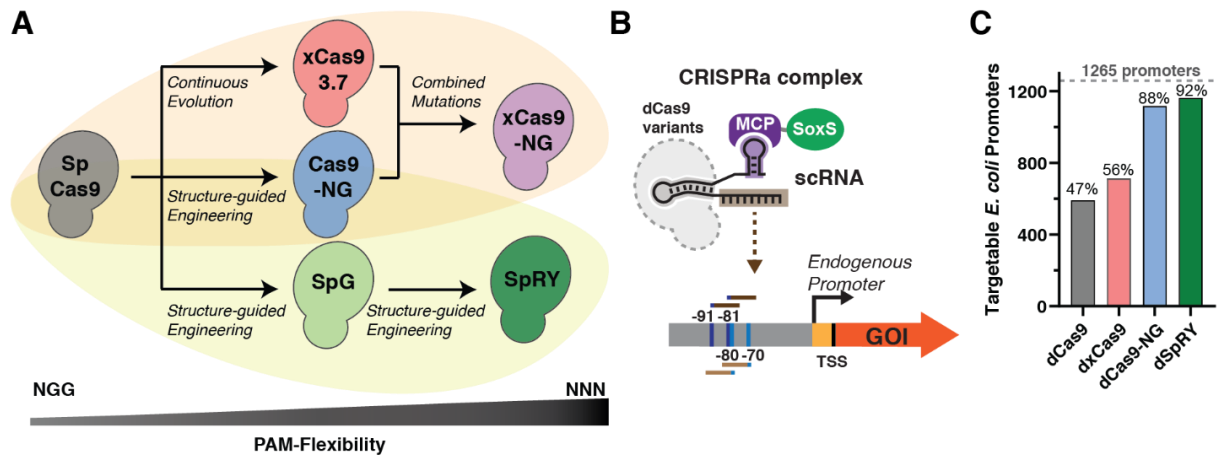 A
Sp
Cas9
Continuous
Evolution
xCas9
3.7
Combined
Mutations
xCas9
-NG
Structure-guided
Engineering
Cas9
-NG
Structure-guided
Engineering
SpG
Structure-guided
Engineering
SpRY
NGG
NNN
PAM-Flexibility
B
CRISPRa complex
dCas9
variants
MCP
SoxS
scRNA
Endogenous
Promoter
-91 -81
-80 -70
TSS
GOI
C
Targetable E. coli Promoters
1265 promoters
1200
800
400
0
47%
56%
88%
92%
dCas9
dxCas9
dCas9-NG
dSpRY